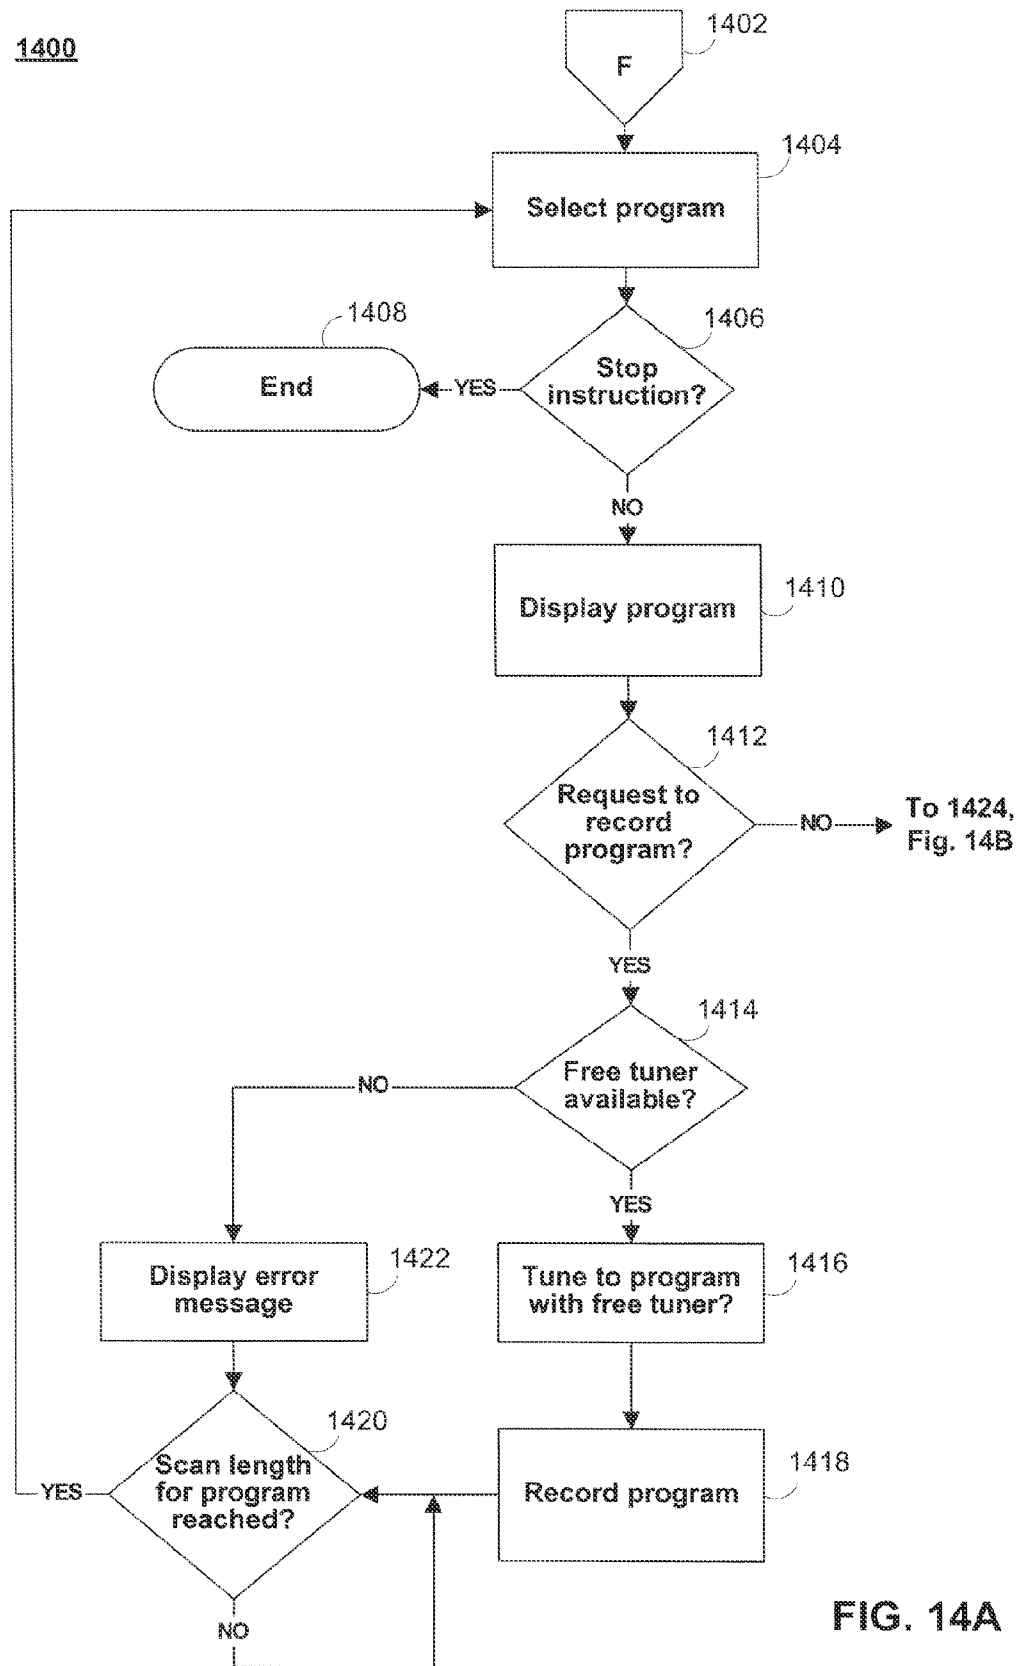 1400
1402
F
1404
Select program
1408
1406
End
YES
Stop
instruction?
NO
Display program
1410
1412
Request to
record
program?
NO
To 1424,
Fig. 14B
YES
1414
Free tuner
available?
NO
YES
Display error
message
1422
Tune to program
with free tuner?
1416
1420
Scan length
for program
reached?
YES
Record program
1418
NO
FIG. 14A